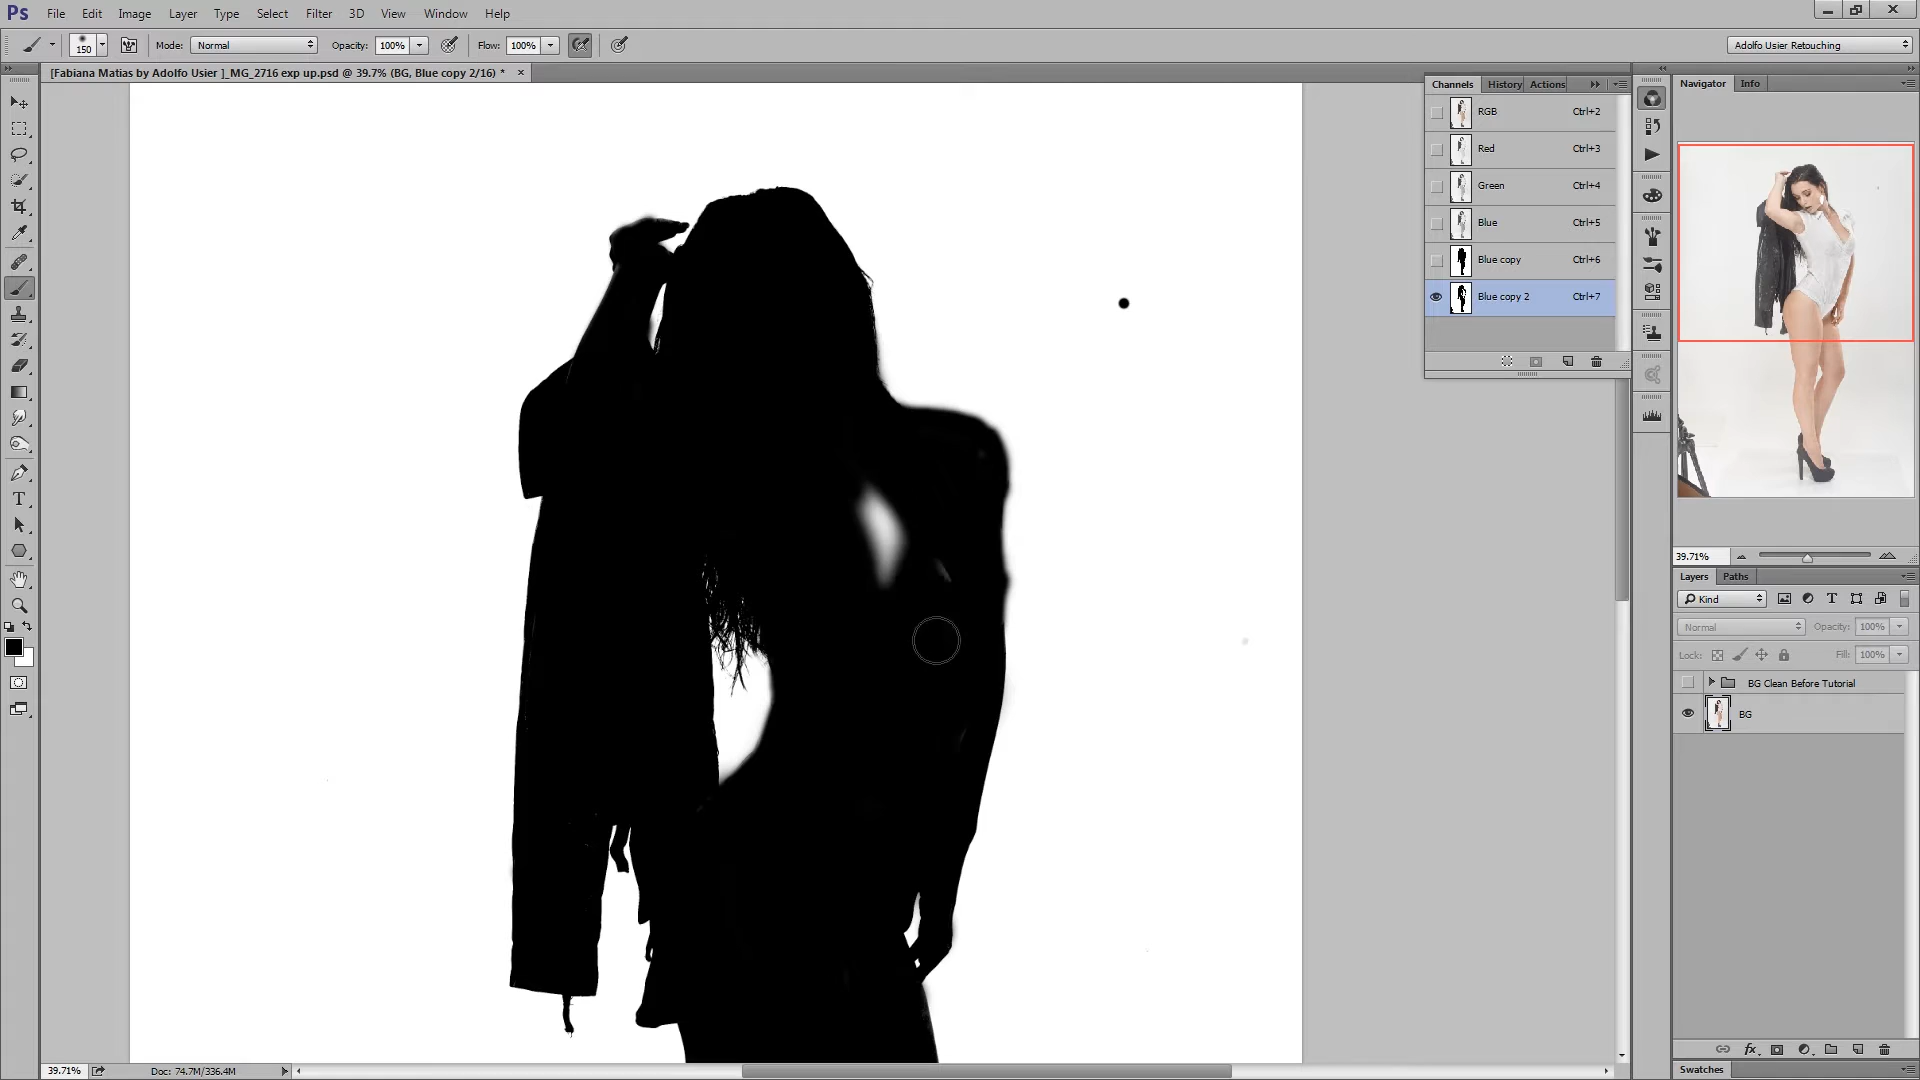 Ps File Edit Image Layer Type Select Filter 3D View Window Help
150 Mode: Normal Opacity: 100% Flow: 100% Adolfo Usier Retouching
[Fabiana Matias by Adolfo Usier ]_MG_2716 exp up.psd @ 39.7% (BG, Blue copy 2/16) *
Channels History Actions
RGB Ctrl+2
Red Ctrl+3
Green Ctrl+4
Blue Ctrl+5
Blue copy Ctrl+6
Blue copy 2 Ctrl+7
Navigator Info
39.71%
Layers Paths
Kind
Normal Opacity: 100%
Lock: Fill: 100%
BG Clean Before Tutorial
BG
T
39.71% Doc: 74.7M/336.4M
fx
Swatches